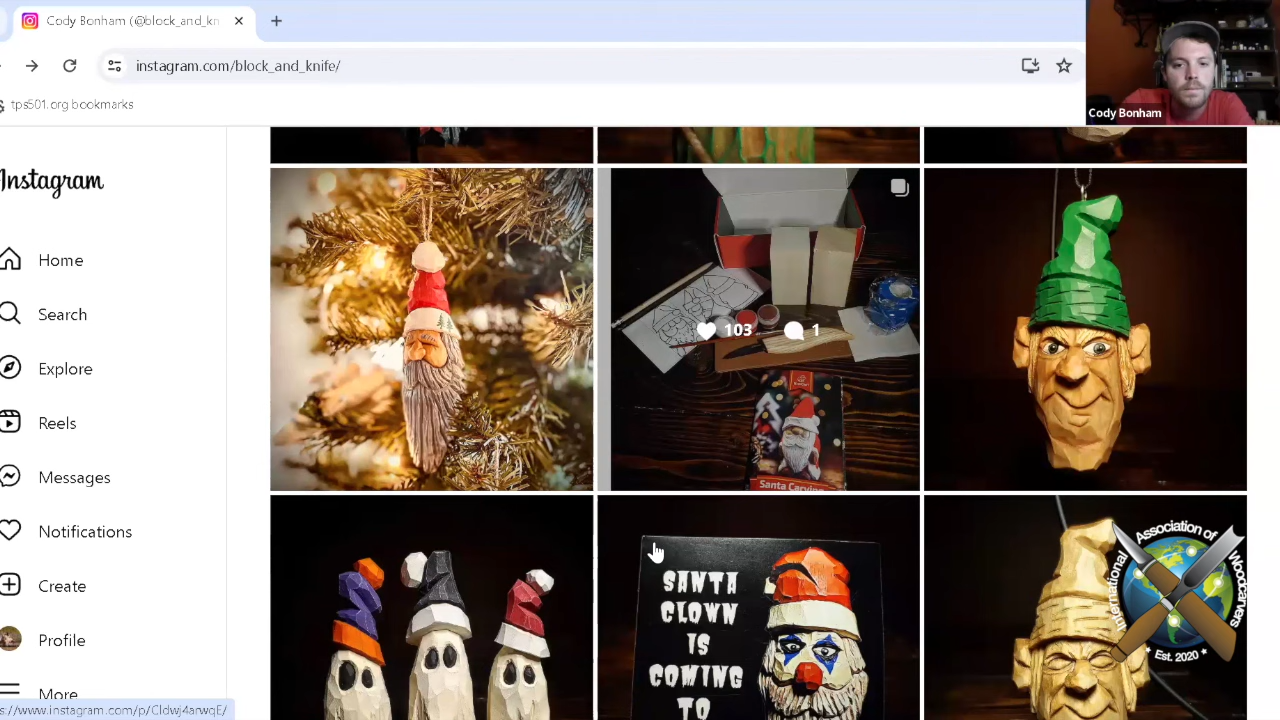 Cody Bonham (@block_and_kn
instagram.com/block_and_knife/
tps501.org bookmarks
Cody Bonham
Instagram
Home
Search
Explore
Reels
Messages
Notifications
Create
Profile
More
103
1
Santa Carving
SANTA
CLOWN
IS
COMING
TO
International Association of Woodcarvers
Est. 2020
s://www.instagram.com/p/Cldwj4arwqE/